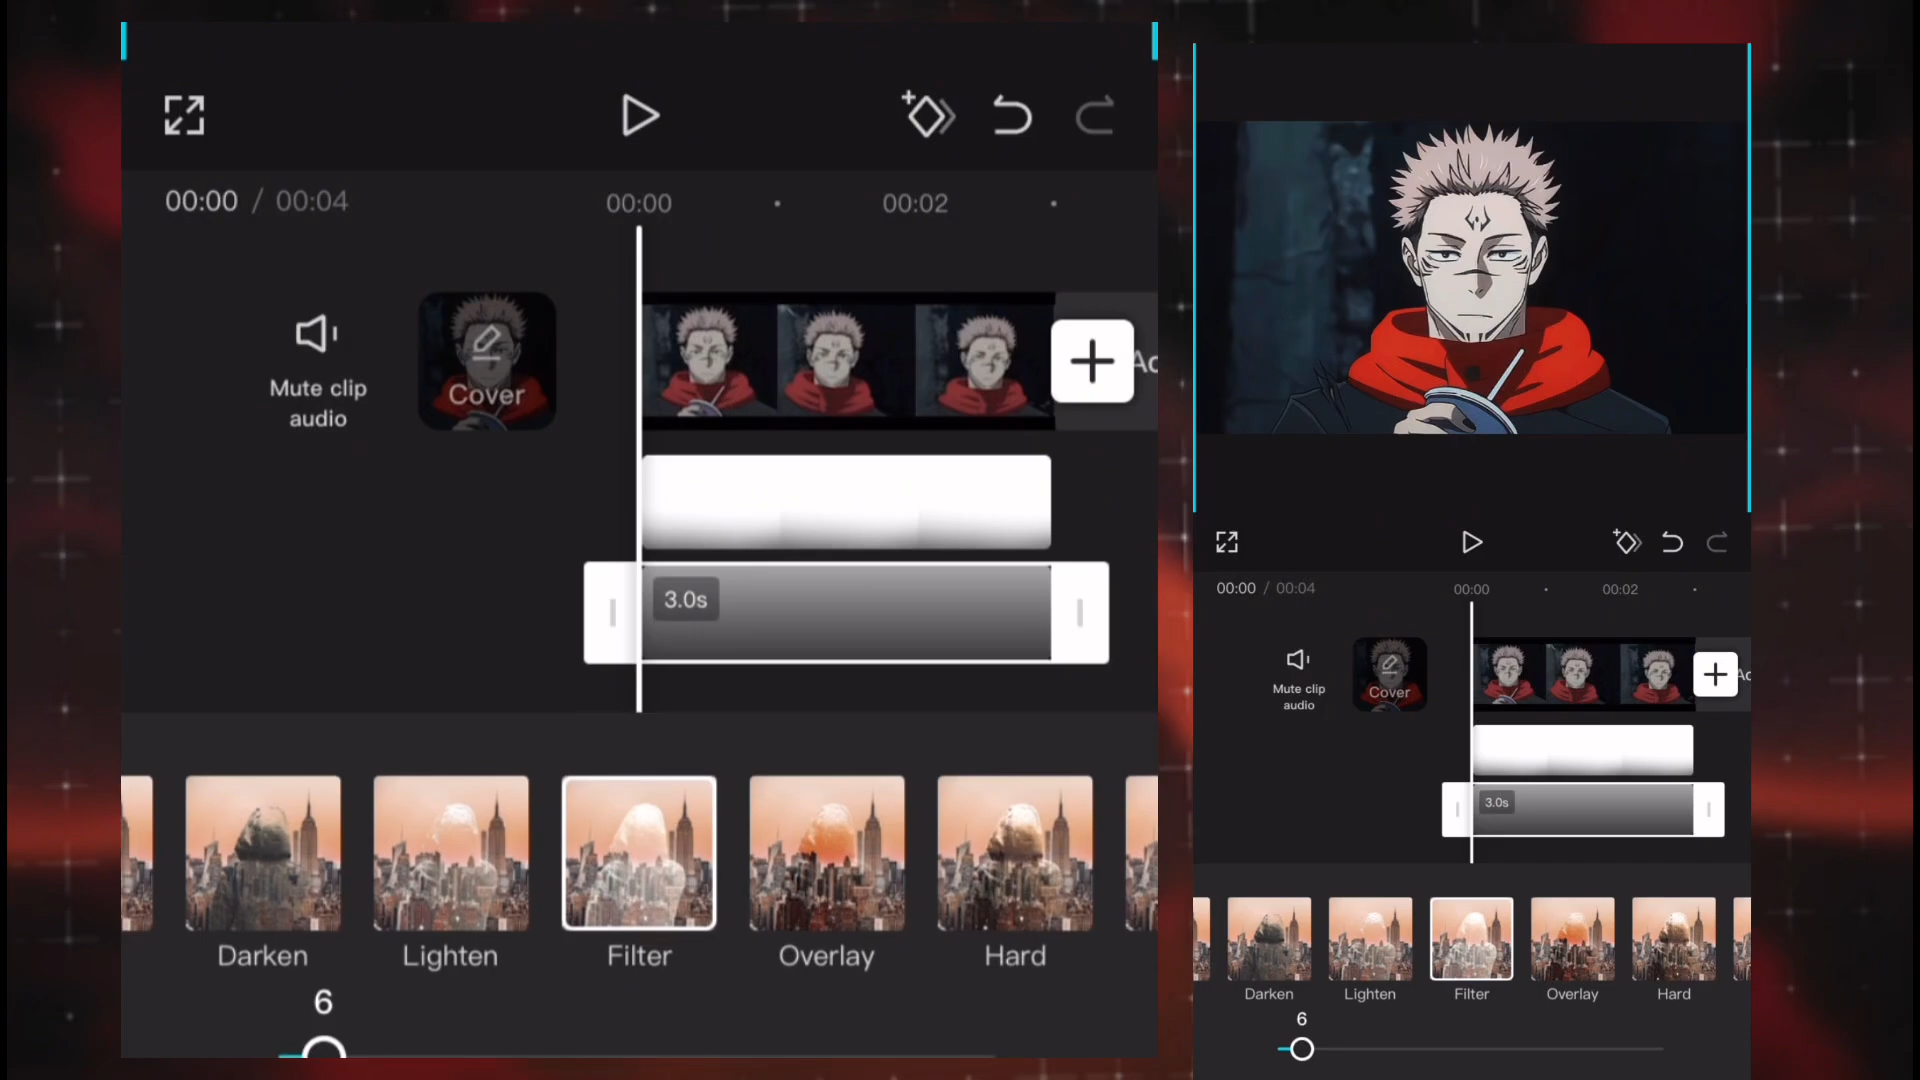 00:00 / 00:04
00:00
00:02
Mute clip
audio
Cover
3.0s
Darken
Lighten
Filter
Overlay
Hard
6
00:00 / 00:04
00:00
00:02
Mute clip
audio
Cover
3.0s
Darken
Lighten
Filter
Overlay
Hard
6